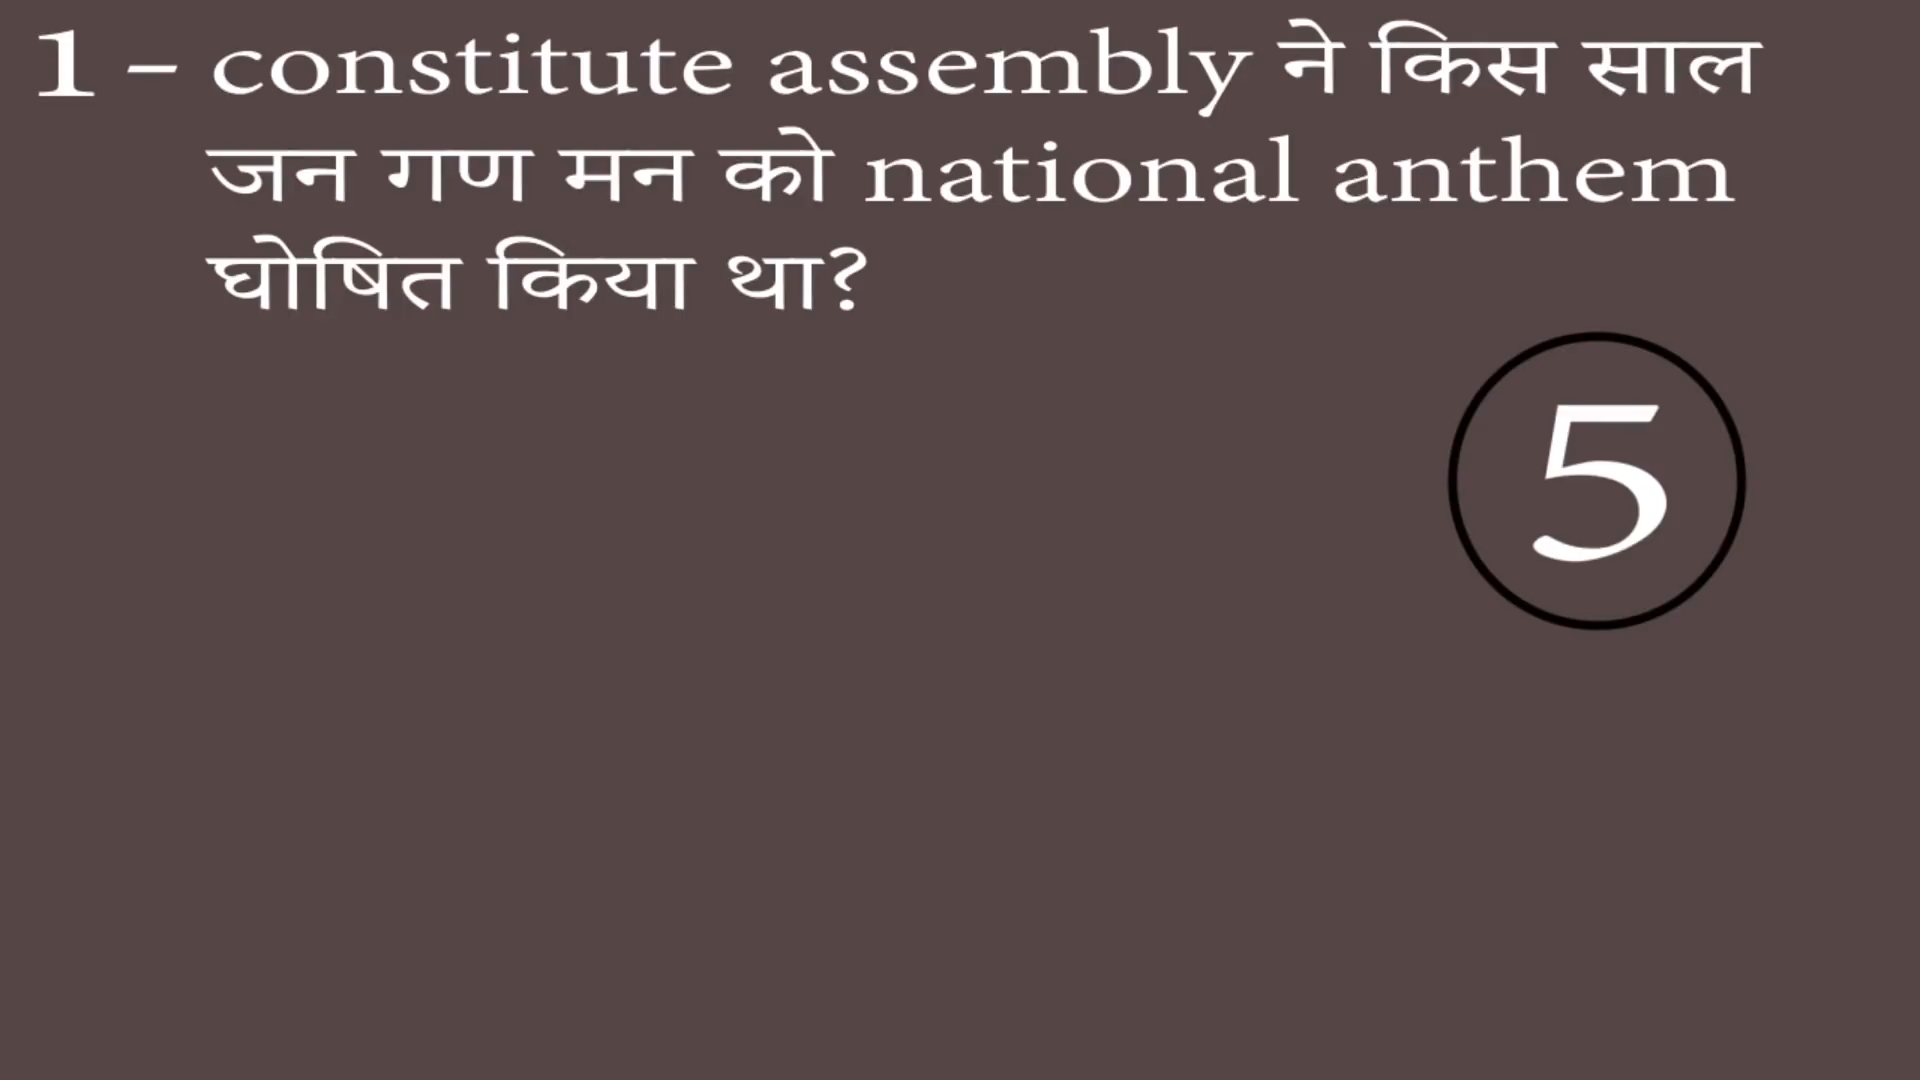 1 – constitute assembly ने किस साल
जन गण मन को national anthem
घोषित किया था?
5